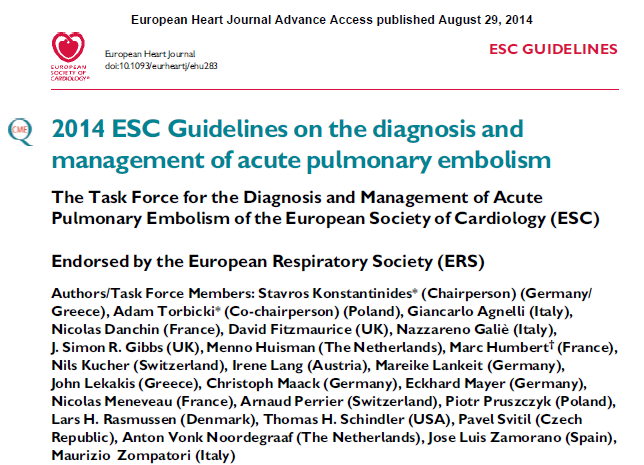 European Heart Journal Advance Access published August 29, 2014
EUROPEAN
SOCIETY OF
CARDIOLOGY®
European Heart Journal
doi:10.1093/eurheartj/ehu283
ESC GUIDELINES
CME
2014 ESC Guidelines on the diagnosis and
management of acute pulmonary embolism
The Task Force for the Diagnosis and Management of Acute
Pulmonary Embolism of the European Society of Cardiology (ESC)
Endorsed by the European Respiratory Society (ERS)
Authors/Task Force Members: Stavros Konstantinides* (Chairperson) (Germany/
Greece), Adam Torbicki* (Co-chairperson) (Poland), Giancarlo Agnelli (Italy),
Nicolas Danchin (France), David Fitzmaurice (UK), Nazzareno Galiè (Italy),
J. Simon R. Gibbs (UK), Menno Huisman (The Netherlands), Marc Humbert† (France),
Nils Kucher (Switzerland), Irene Lang (Austria), Mareike Lankeit (Germany),
John Lekakis (Greece), Christoph Maack (Germany), Eckhard Mayer (Germany),
Nicolas Meneveau (France), Arnaud Perrier (Switzerland), Piotr Pruszczyk (Poland),
Lars H. Rasmussen (Denmark), Thomas H. Schindler (USA), Pavel Svitil (Czech
Republic), Anton Vonk Noordegraaf (The Netherlands), Jose Luis Zamorano (Spain),
Maurizio Zompatori (Italy)